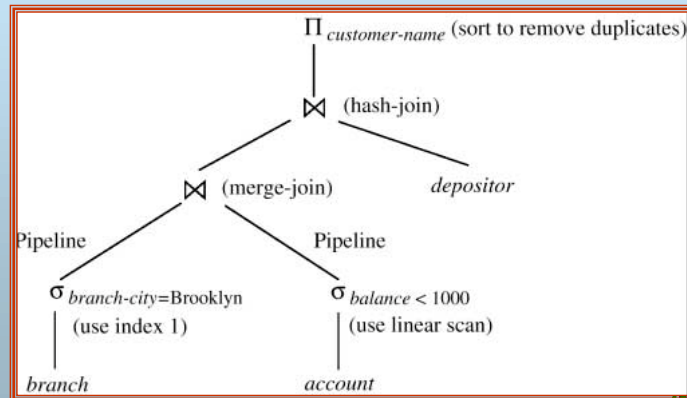 Π customer-name (sort to remove duplicates)
⋈ (hash-join)
⋈ (merge-join)
depositor
Pipeline
Pipeline
σ branch-city=Brooklyn
σ balance < 1000
(use index 1)
(use linear scan)
branch
account